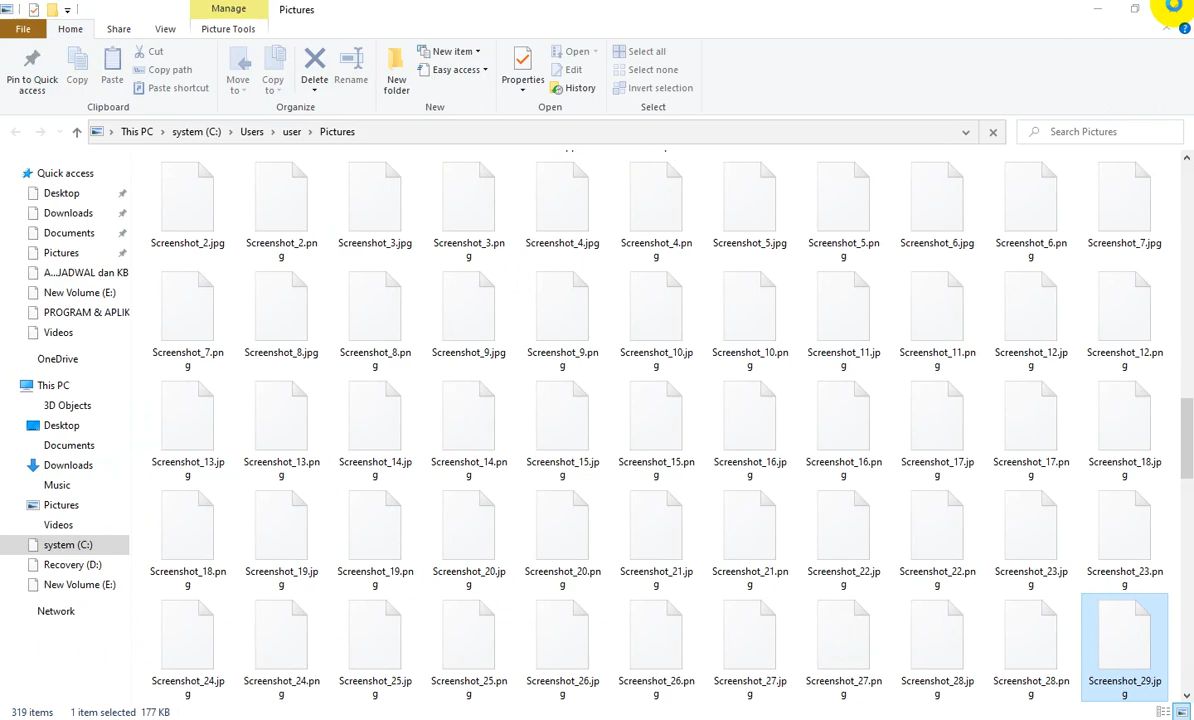 Manage
Pictures
File
Home
Share
View
Picture Tools
Pin to Quick
access
Copy
Paste
Cut
Copy path
Paste shortcut
Clipboard
Move
to
Copy
to
Delete
Rename
Organize
New
folder
New item
Easy access
New
Properties
Open
Edit
History
Open
Select all
Select none
Invert selection
Select
This PC > system (C:) > Users > user > Pictures
Search Pictures
Quick access
Desktop
Downloads
Documents
Pictures
A...JADWAL dan KB
New Volume (E:)
PROGRAM & APLIK
Videos
OneDrive
This PC
3D Objects
Desktop
Documents
Downloads
Music
Pictures
Videos
system (C:)
Recovery (D:)
New Volume (E:)
Network
Screenshot_2.jpg
Screenshot_2.pn
g
Screenshot_3.jpg
Screenshot_3.pn
g
Screenshot_4.jpg
Screenshot_4.pn
g
Screenshot_5.jpg
Screenshot_5.pn
g
Screenshot_6.jpg
Screenshot_6.pn
g
Screenshot_7.jpg
Screenshot_7.pn
g
Screenshot_8.jpg
Screenshot_8.pn
g
Screenshot_9.jpg
Screenshot_9.pn
g
Screenshot_10.jp
g
Screenshot_10.pn
g
Screenshot_11.jp
g
Screenshot_11.pn
g
Screenshot_12.jp
g
Screenshot_12.pn
g
Screenshot_13.jp
g
Screenshot_13.pn
g
Screenshot_14.jp
g
Screenshot_14.pn
g
Screenshot_15.jp
g
Screenshot_15.pn
g
Screenshot_16.jp
g
Screenshot_16.pn
g
Screenshot_17.jp
g
Screenshot_17.pn
g
Screenshot_18.jp
g
Screenshot_18.pn
g
Screenshot_19.jp
g
Screenshot_19.pn
g
Screenshot_20.jp
g
Screenshot_20.pn
g
Screenshot_21.jp
g
Screenshot_21.pn
g
Screenshot_22.jp
g
Screenshot_22.pn
g
Screenshot_23.jp
g
Screenshot_23.pn
g
Screenshot_24.jp
g
Screenshot_24.pn
g
Screenshot_25.jp
g
Screenshot_25.pn
g
Screenshot_26.jp
g
Screenshot_26.pn
g
Screenshot_27.jp
g
Screenshot_27.pn
g
Screenshot_28.jp
g
Screenshot_28.pn
g
Screenshot_29.jp
g
319 items
1 item selected 177 KB